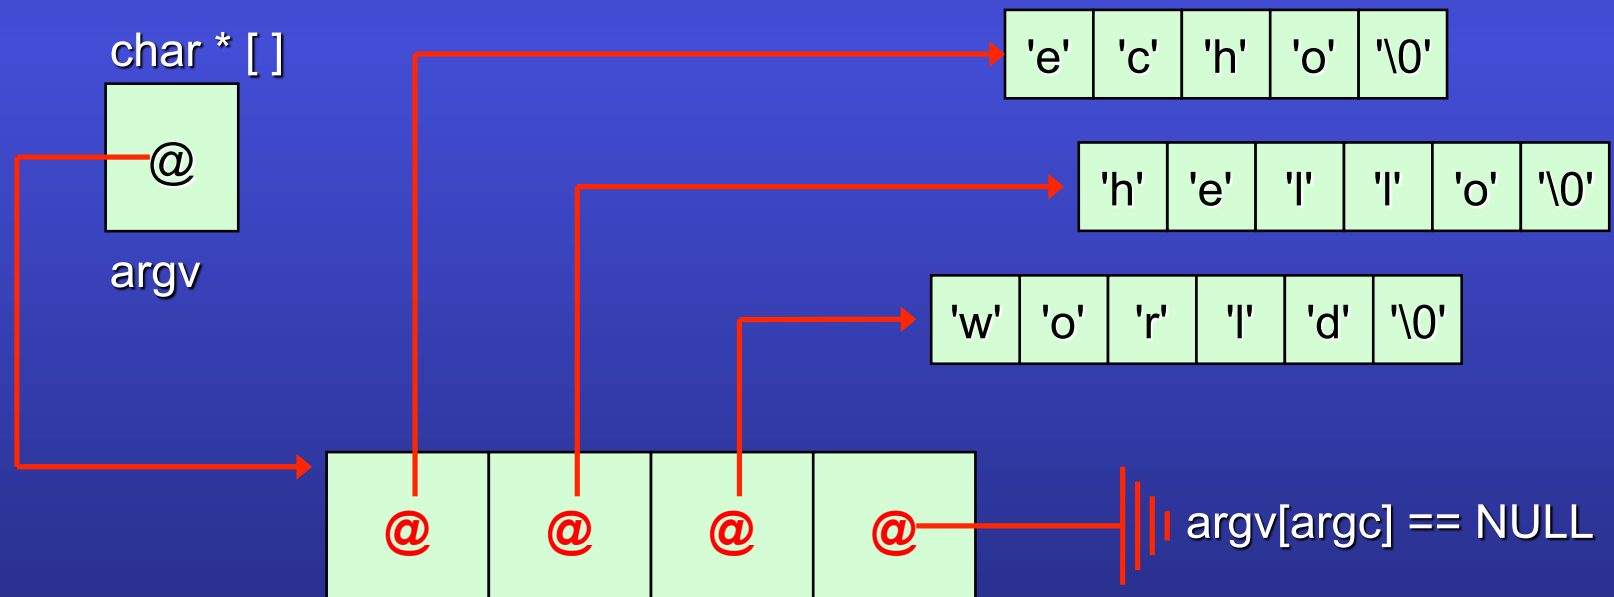 char * [ ]
@
argv
'e' 'c' 'h' 'o' '\0'
'h' 'e' 'l' 'l' 'o' '\0'
'w' 'o' 'r' 'l' 'd' '\0'
@ @ @ @
argv[argc] == NULL